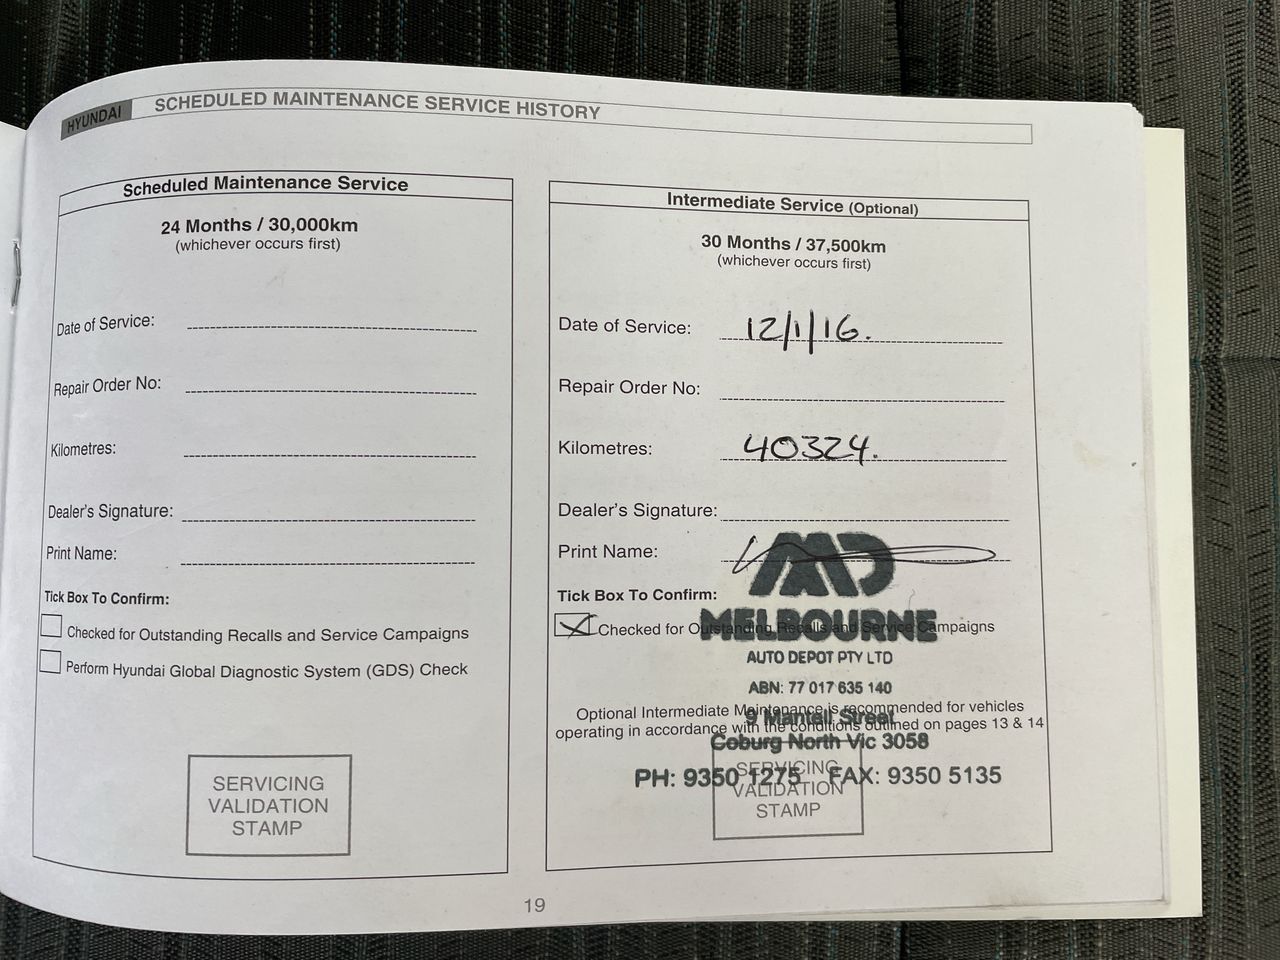 HYUNDAI
SCHEDULED MAINTENANCE SERVICE HISTORY
Scheduled Maintenance Service
24 Months / 30,000km
(whichever occurs first)
Date of Service:
Repair Order No:
Kilometres:
Dealer's Signature:
Print Name:
Tick Box To Confirm:
Checked for Outstanding Recalls and Service Campaigns
Perform Hyundai Global Diagnostic System (GDS) Check
SERVICING
VALIDATION
STAMP
Intermediate Service (Optional)
30 Months / 37,500km
(whichever occurs first)
Date of Service: 12/1/16.
Repair Order No:
Kilometres: 40324.
Dealer's Signature:
Print Name:
Tick Box To Confirm:
Checked for Outstanding Recalls and Service Campaigns
Optional Intermediate Maintenance is recommended for vehicles
operating in accordance with the conditions outlined on pages 13 & 14
SERVICING
VALIDATION
STAMP
MD
MELBOURNE
AUTO DEPOT PTY LTD
ABN: 77 017 635 140
9 Mantell Street
Coburg North Vic 3058
PH: 9350 1275 FAX: 9350 5135
19